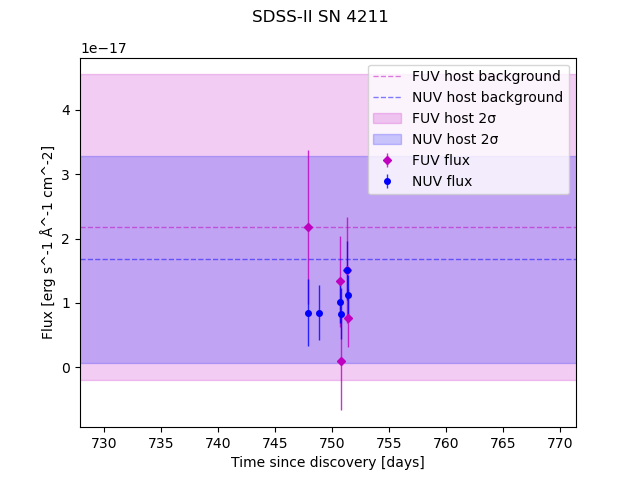 SDSS-II SN 4211
1e−17
FUV host background
NUV host background
FUV host 2σ
NUV host 2σ
FUV flux
NUV flux
4
3
2
1
0
Flux [erg s^-1 Å^-1 cm^-2]
730 735 740 745 750 755 760 765 770
Time since discovery [days]